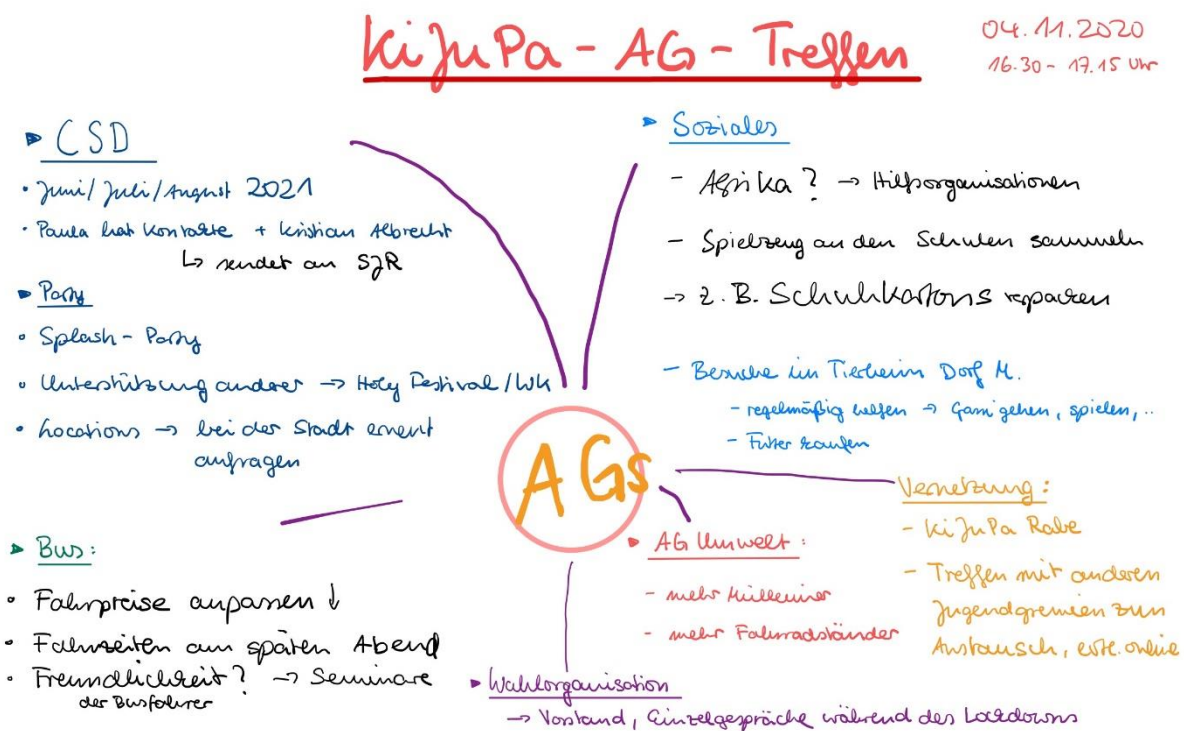 KiJuPa - AG - Treffen
04.11.2020
16.30 - 17.15 Uhr
CSD
• Juni/Juli/August 2021
• Paula hat Kontakte + Kristian Albrecht
↳ sendet an SJR
Party
• Splash - Party
• Unterstützung anderer → Holy Festival/WK
• Locations → bei der Stadt erneut
anfragen
Bus:
• Fahrpreise anpassen ↓
• Fahrzeiten am späten Abend
• Freundlichkeit? → Seminare
der Busfahrer
AGs
Soziales
- Afrika? → Hilfsorganisationen
- Spielzeug an den Schulen sammeln
→ z.B. Schuhkartons verpacken
- Besuche im Tierheim Dorf M.
- regelmäßig helfen → Gassi gehen, spielen, ..
- Futter kaufen
Vernetzung:
- KiJuPa Rabe
- Treffen mit anderen
Jugendgremien zum
Austausch, evtl. online
AG Umwelt:
- mehr Mülleimer
- mehr Fahrradständer
Wahlorganisation
→ Vorstand, Einzelgespräche während des Lockdowns